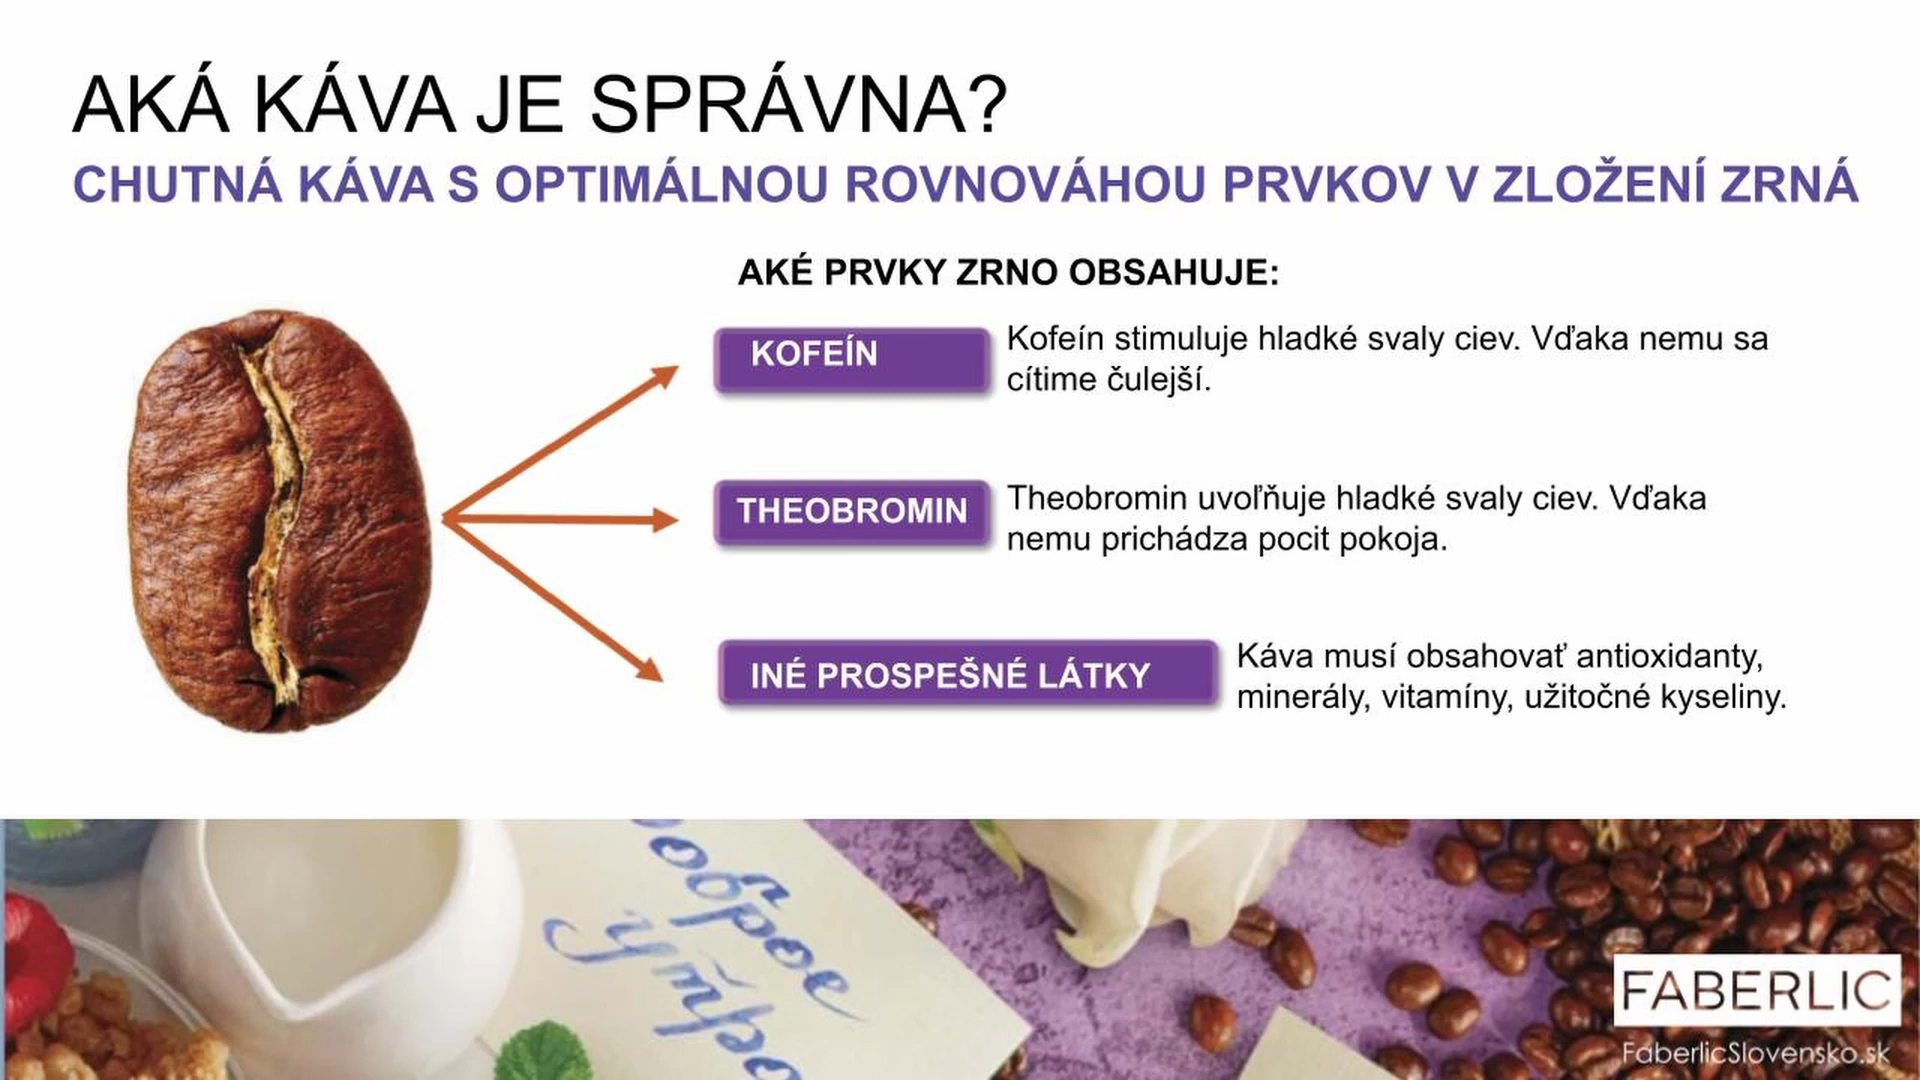 AKÁ KÁVA JE SPRÁVNA?
CHUTNÁ KÁVA S OPTIMÁLNOU ROVNOVÁHOU PRVKOV V ZLOŽENÍ ZRNÁ
AKÉ PRVKY ZRNO OBSAHUJE:
KOFEÍN
Kofeín stimuluje hladké svaly ciev. Vďaka nemu sa
cítime čulejší.
THEOBROMIN
Theobromin uvoľňuje hladké svaly ciev. Vďaka
nemu prichádza pocit pokoja.
INÉ PROSPEŠNÉ LÁTKY
Káva musí obsahovať antioxidanty,
minerály, vitamíny, užitočné kyseliny.
оброе
утро
FABERLIC
FaberlicSlovensko.sk